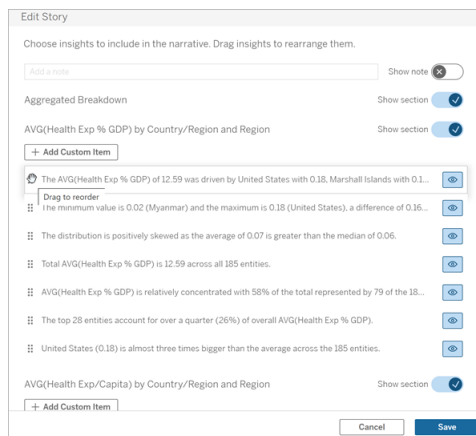 Edit Story
Choose insights to include in the narrative. Drag insights to rearrange them.
Add a note
Show note
Aggregated Breakdown
Show section
AVG(Health Exp % GDP) by Country/Region and Region
Show section
+ Add Custom Item
The AVG(Health Exp % GDP) of 12.59 was driven by United States with 0.18, Marshall Islands with 0.1...
Drag to reorder
The minimum value is 0.02 (Myanmar) and the maximum is 0.18 (United States), a difference of 0.16...
The distribution is positively skewed as the average of 0.07 is greater than the median of 0.06.
Total AVG(Health Exp % GDP) is 12.59 across all 185 entities.
AVG(Health Exp % GDP) is relatively concentrated with 58% of the total represented by 79 of the 18...
The top 28 entities account for over a quarter (26%) of overall AVG(Health Exp % GDP).
United States (0.18) is almost three times bigger than the average across the 185 entities.
AVG(Health Exp/Capita) by Country/Region and Region
Show section
+ Add Custom Item
Cancel
Save